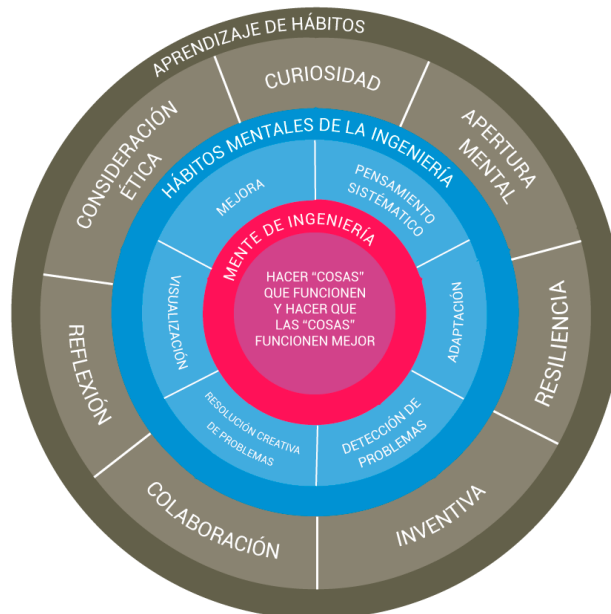 APRENDIZAJE DE HÁBITOS
CURIOSIDAD
APERTURA
MENTAL
RESILIENCIA
INVENTIVA
COLABORACIÓN
REFLEXIÓN
CONSIDERACIÓN
ÉTICA
HÁBITOS MENTALES DE LA INGENIERÍA
MEJORA
PENSAMIENTO
SISTÉMATICO
ADAPTACIÓN
DETECCIÓN DE
PROBLEMAS
RESOLUCIÓN CREATIVA
DE PROBLEMAS
VISUALIZACIÓN
MENTE DE INGENIERÍA
HACER “COSAS”
QUE FUNCIONEN
Y HACER QUE
LAS “COSAS”
FUNCIONEN MEJOR